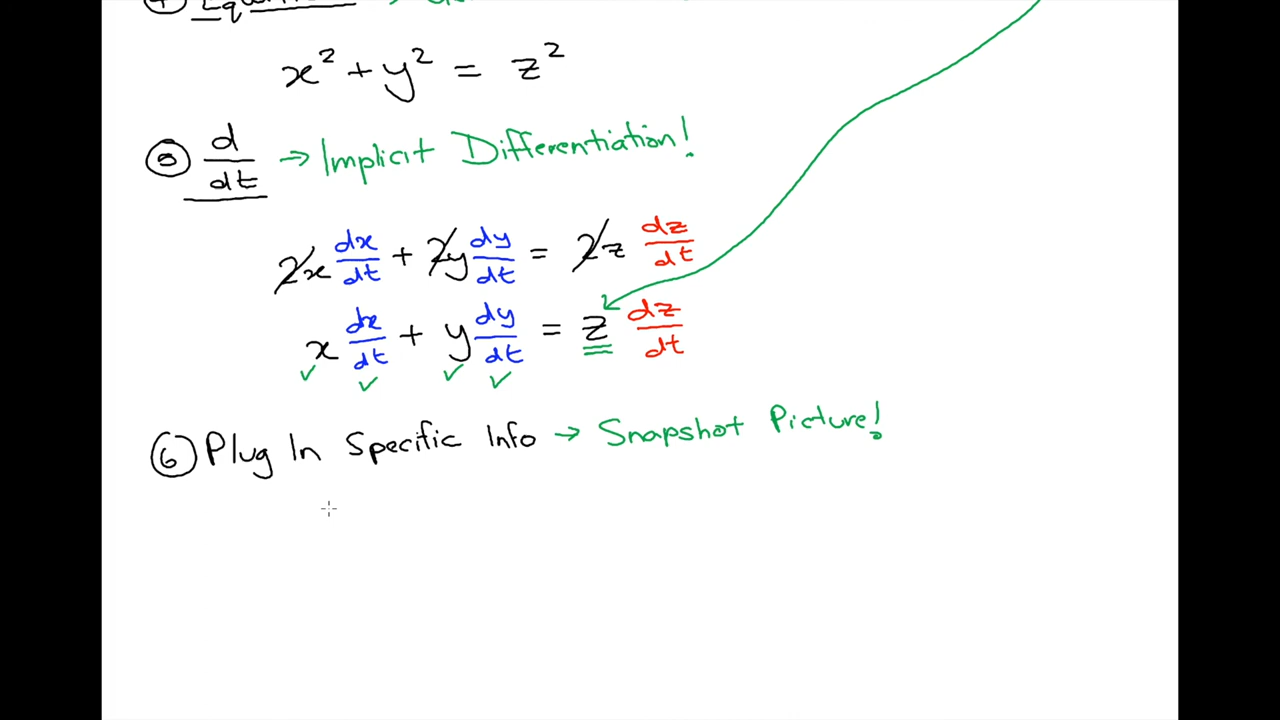 x² + y² = z²
⑤ d/dt → Implicit Differentiation!
2x dx/dt + 2y dy/dt = 2z dz/dt
x dx/dt + y dy/dt = z dz/dt
✓ ✓ ✓ ✓
⑥ Plug In Specific Info → Snapshot Picture!